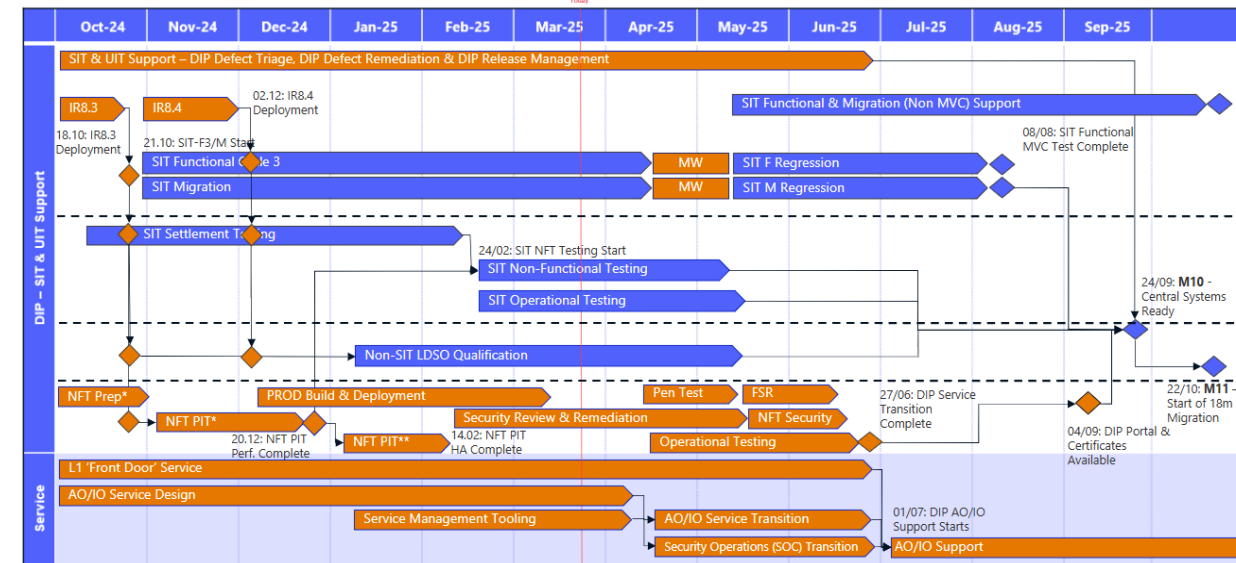 Today
Oct-24
Nov-24
Dec-24
Jan-25
Feb-25
Mar-25
Apr-25
May-25
Jun-25
Jul-25
Aug-25
Sep-25
DIP – SIT & UIT Support
SIT & UIT Support – DIP Defect Triage, DIP Defect Remediation & DIP Release Management
IR8.3
IR8.4
02.12: IR8.4
Deployment
SIT Functional & Migration (Non MVC) Support
18.10: IR8.3
Deployment
21.10: SIT-F3/M Start
08/08: SIT Functional
MVC Test Complete
SIT Functional C le 3
MW
SIT F Regression
SIT Migration
MW
SIT M Regression
SIT Settlement T ng
24/02: SIT NFT Testing Start
SIT Non-Functional Testing
SIT Operational Testing
24/09: M10 -
Central Systems
Ready
Non-SIT LDSO Qualification
22/10: M11 -
Start of 18m
Migration
NFT Prep*
PROD Build & Deployment
Pen Test
FSR
27/06: DIP Service
Transition
Complete
NFT PIT*
Security Review & Remediation
NFT Security
20.12: NFT PIT
Perf. Complete
NFT PIT**
14.02: NFT PIT
HA Complete
Operational Testing
04/09: DIP Portal &
Certificates
Available
Service
L1 'Front Door' Service
AO/IO Service Design
Service Management Tooling
AO/IO Service Transition
01/07: DIP AO/IO
Support Starts
Security Operations (SOC) Transition
AO/IO Support